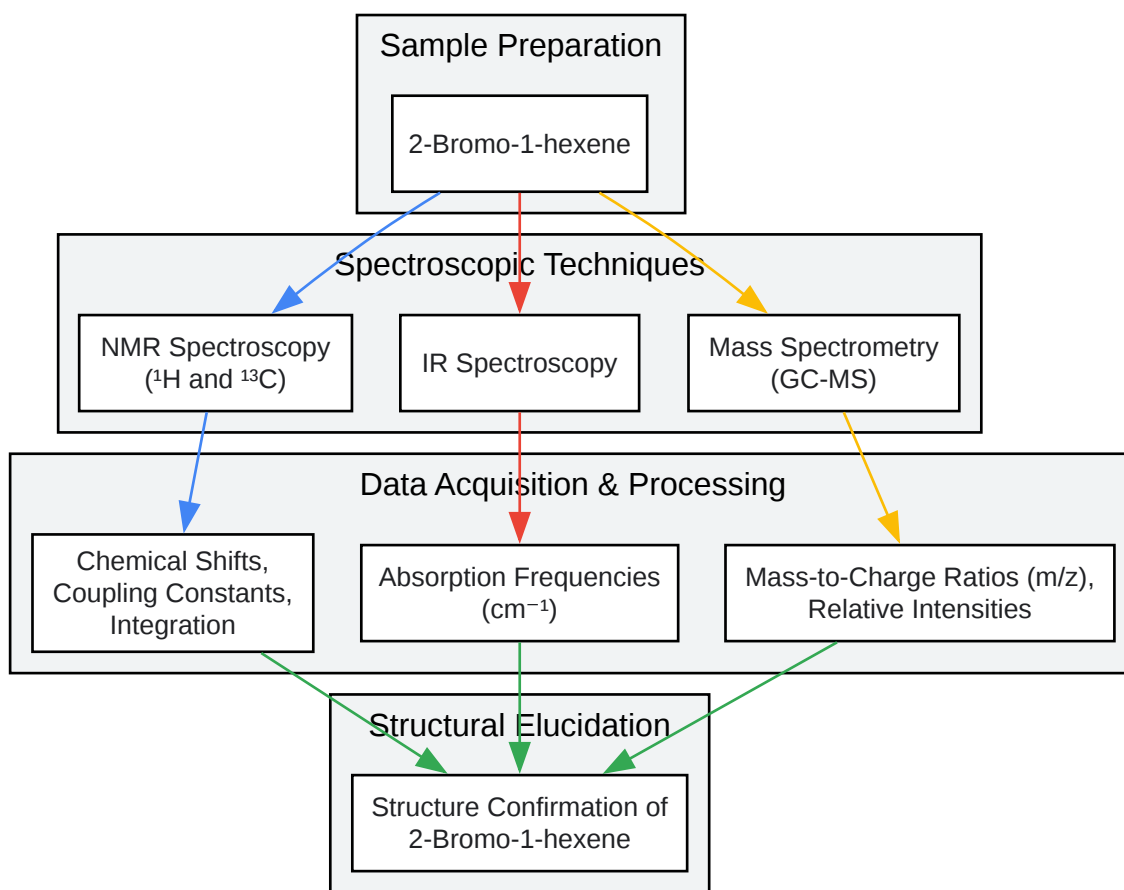 Sample Preparation
2-Bromo-1-hexene
Spectroscopic Techniques
NMR Spectroscopy
(¹H and ¹³C)
IR Spectroscopy
Mass Spectrometry
(GC-MS)
Data Acquisition & Processing
Chemical Shifts,
Coupling Constants,
Integration
Absorption Frequencies
(cm⁻¹)
Mass-to-Charge Ratios (m/z),
Relative Intensities
Structural Elucidation
Structure Confirmation of
2-Bromo-1-hexene